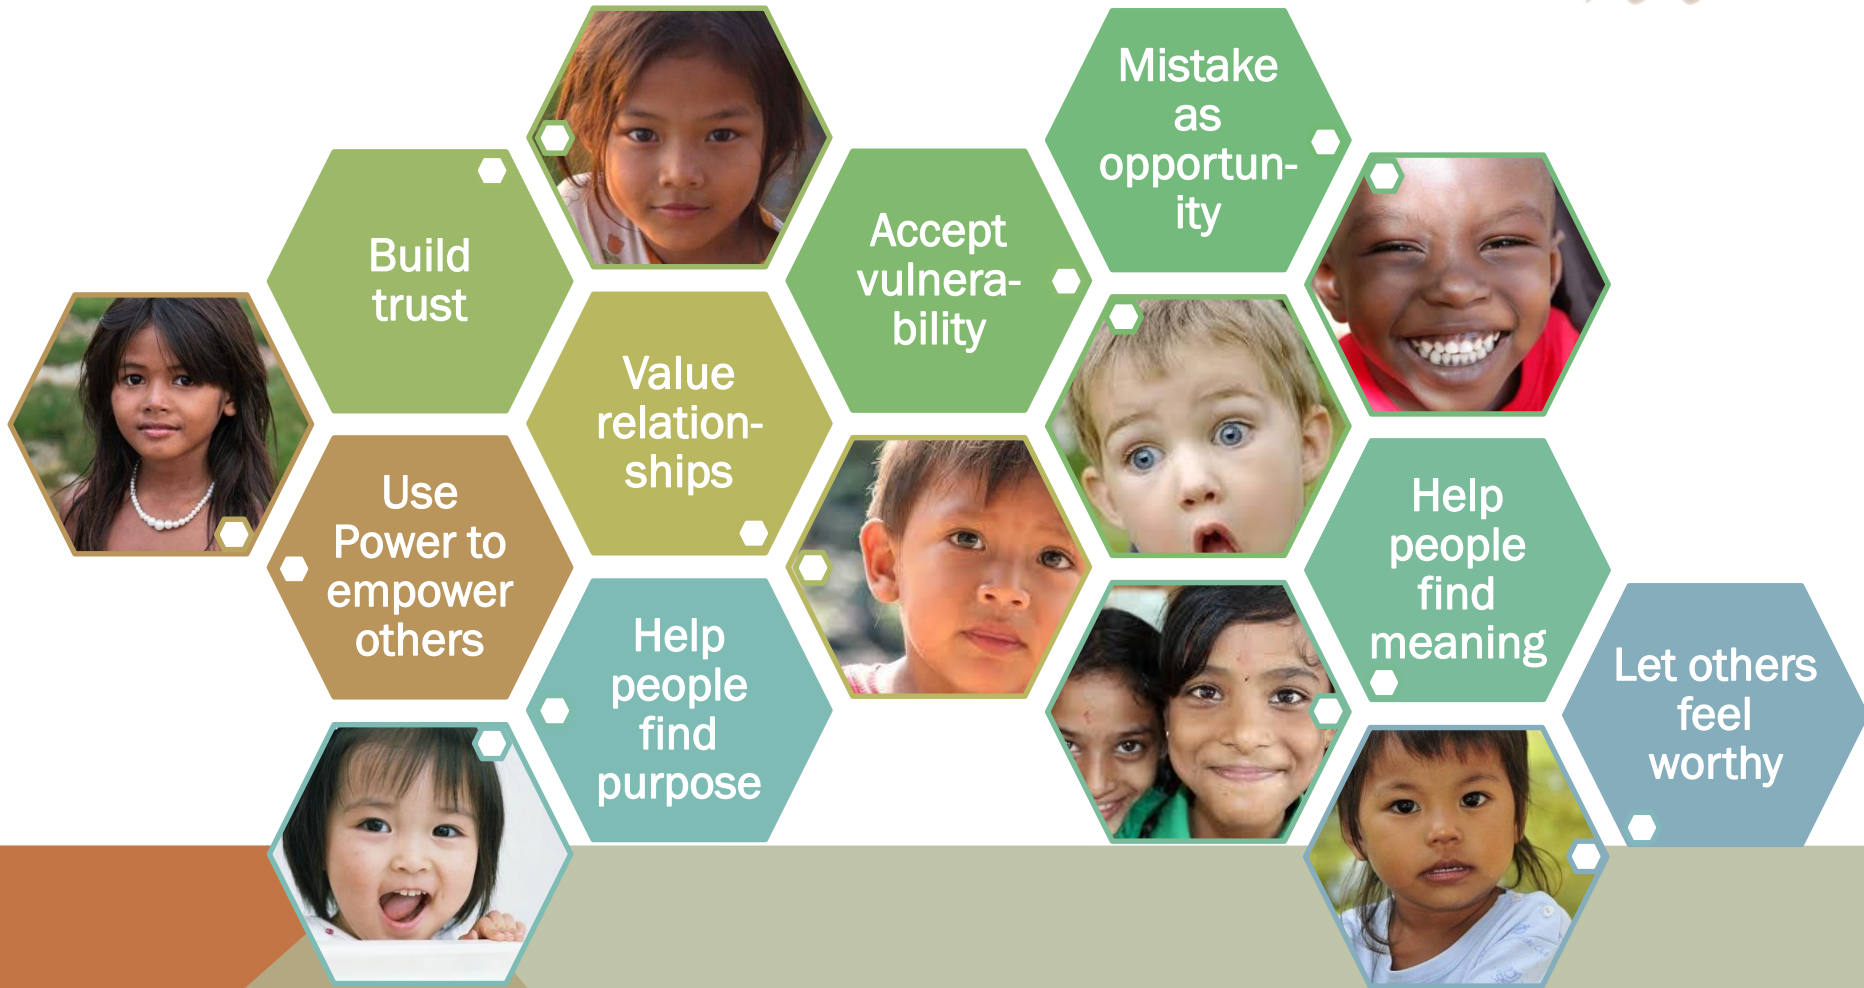 Mistake
as
opportun-
ity
Build
trust
Accept
vulnera-
bility
Value
relation-
ships
Use
Power to
empower
others
Help
people
find
meaning
Help
people
find
purpose
Let others
feel
worthy